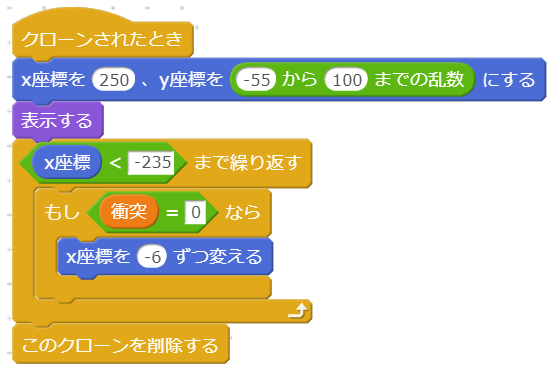 クローンされたとき
x座標を 250 、y座標を -55 から 100 までの乱数 にする
表示する
x座標 < -235 まで繰り返す
もし 衝突 = 0 なら
x座標を -6 ずつ変える
このクローンを削除する